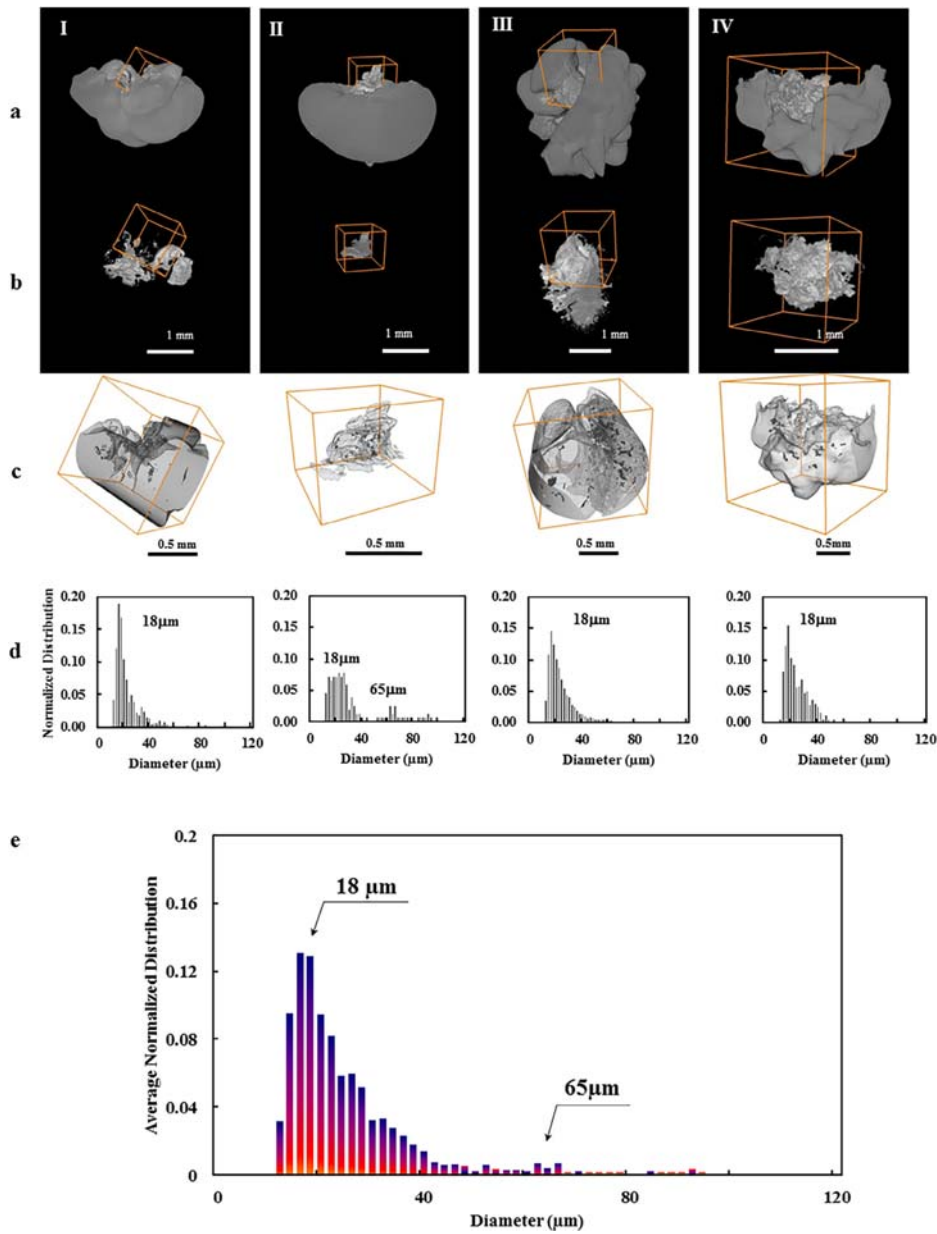 I II III IV
a
b
1 mm 1 mm 1 mm 1 mm
c
0.5 mm 0.5 mm 0.5 mm 0.5 mm
d
Normalized Distribution
0.20 0.20 0.20 0.20
18µm 18µm 18µm
0.15 0.15 0.15 0.15
0.10 0.10 0.10 0.10
18µm
65µm
0.05 0.05 0.05 0.05
0.00 0.00 0.00 0.00
0 40 80 120 0 40 80 120 0 40 80 120 0 40 80 120
Diameter (µm) Diameter (µm) Diameter (µm) Diameter (µm)
e
Average Normalized Distribution
0.2
0.16
0.12
0.08
0.04
0
18 µm
65µm
0 40 80 120
Diameter (µm)